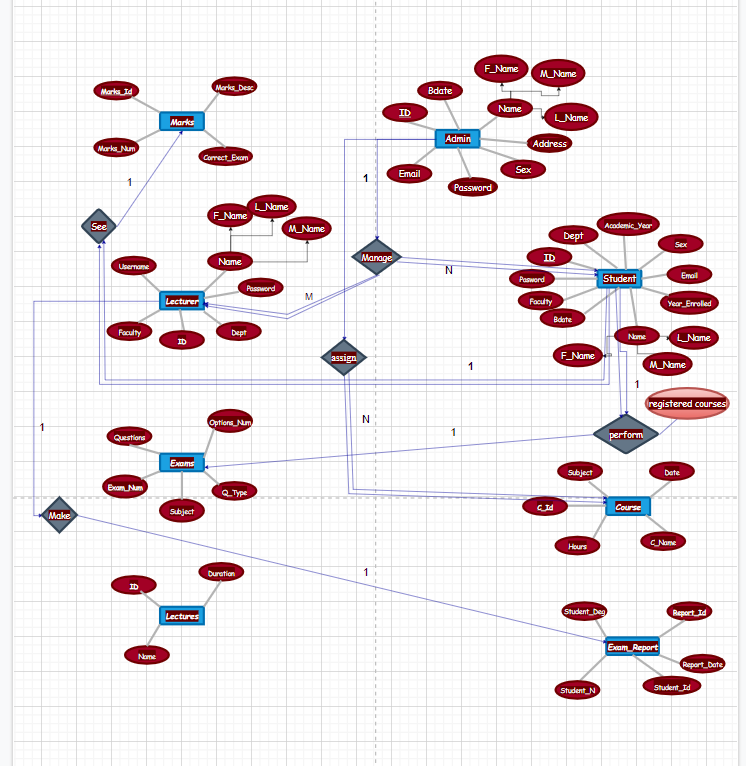 F_Name
M_Name
Marks_Id
Marks_Desc
Bdate
Name
ID
L_Name
Marks
Admin
Address
Marks_Num
Correct_Exam
Email
Sex
Password
1
1
F_Name
L_Name
M_Name
See
Academic_Year
Dept
Sex
Name
Manage
ID
Username
N
Password
Student
Email
Pasword
Lecturer
M
Faculty
Year_Enrolled
Bdate
Faculty
ID
Dept
Name
L_Name
F_Name
M_Name
assign
1
1
registered courses
N
Options_Num
1
1
perform
Questions
Exams
Exam_Num
Q_Type
Subject
Subject
Date
C_Id
Course
Make
Hours
C_Name
1
Duration
ID
Lectures
Name
Student_Deg
Report_Id
Exam_Report
Report_Date
Student_N
Student_Id